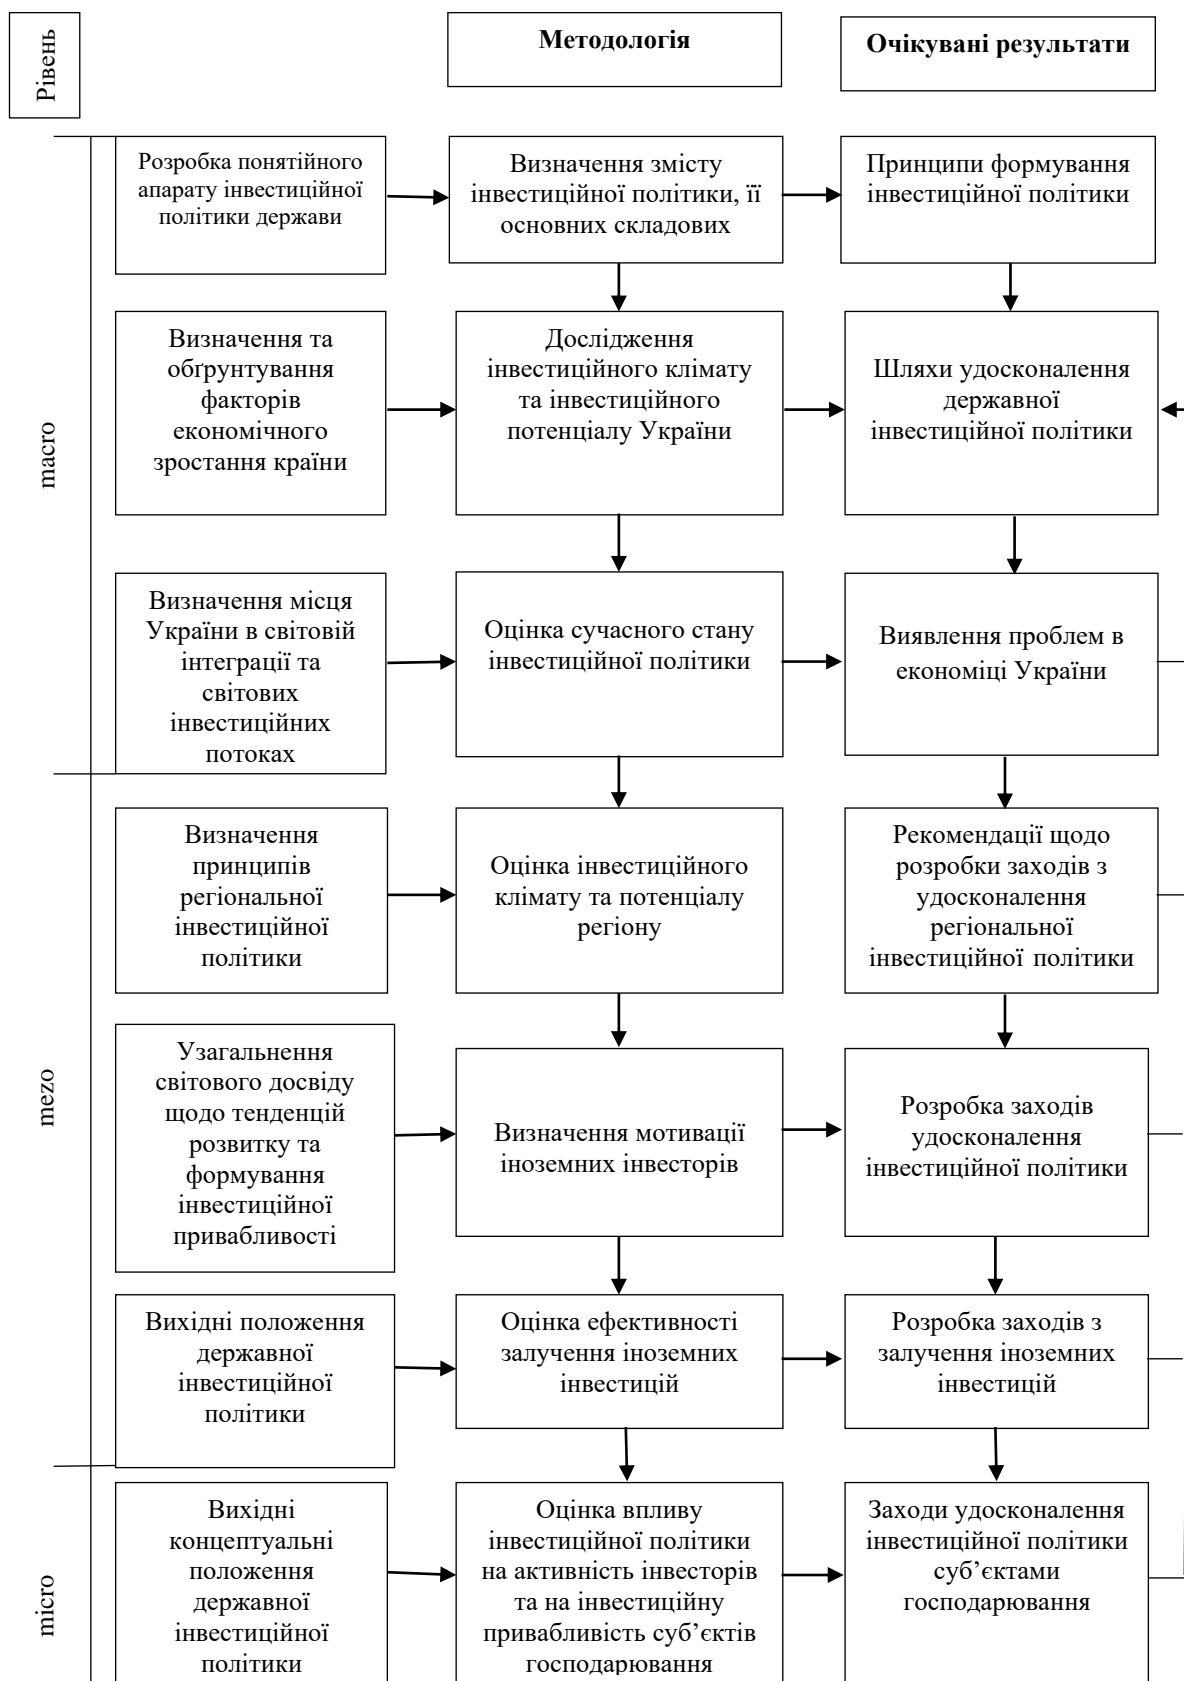 Рівень
Методологія
Очікувані результати
macro
Розробка понятійного
апарату інвестиційної
політики держави
Визначення змісту
інвестиційної політики, її
основних складових
Принципи формування
інвестиційної політики
Визначення та
обґрунтування
факторів
економічного
зростання країни
Дослідження
інвестиційного клімату
та інвестиційного
потенціалу України
Шляхи удосконалення
державної
інвестиційної політики
Визначення місця
України в світовій
інтеграції та
світових
інвестиційних
потоках
Оцінка сучасного стану
інвестиційної політики
Виявлення проблем в
економіці України
mezo
Визначення
принципів
регіональної
інвестиційної
політики
Оцінка інвестиційного
клімату та потенціалу
регіону
Рекомендації щодо
розробки заходів з
удосконалення
регіональної
інвестиційної політики
Узагальнення
світового досвіду
щодо тенденцій
розвитку та
формування
інвестиційної
привабливості
Визначення мотивації
іноземних інвесторів
Розробка заходів
удосконалення
інвестиційної політики
Вихідні положення
державної
інвестиційної
політики
Оцінка ефективності
залучення іноземних
інвестицій
Розробка заходів з
залучення іноземних
інвестицій
micro
Вихідні
концептуальні
положення
державної
інвестиційної
політики
Оцінка впливу
інвестиційної політики
на активність інвесторів
та на інвестиційну
привабливість суб’єктів
господарювання
Заходи удосконалення
інвестиційної політики
суб’єктами
господарювання